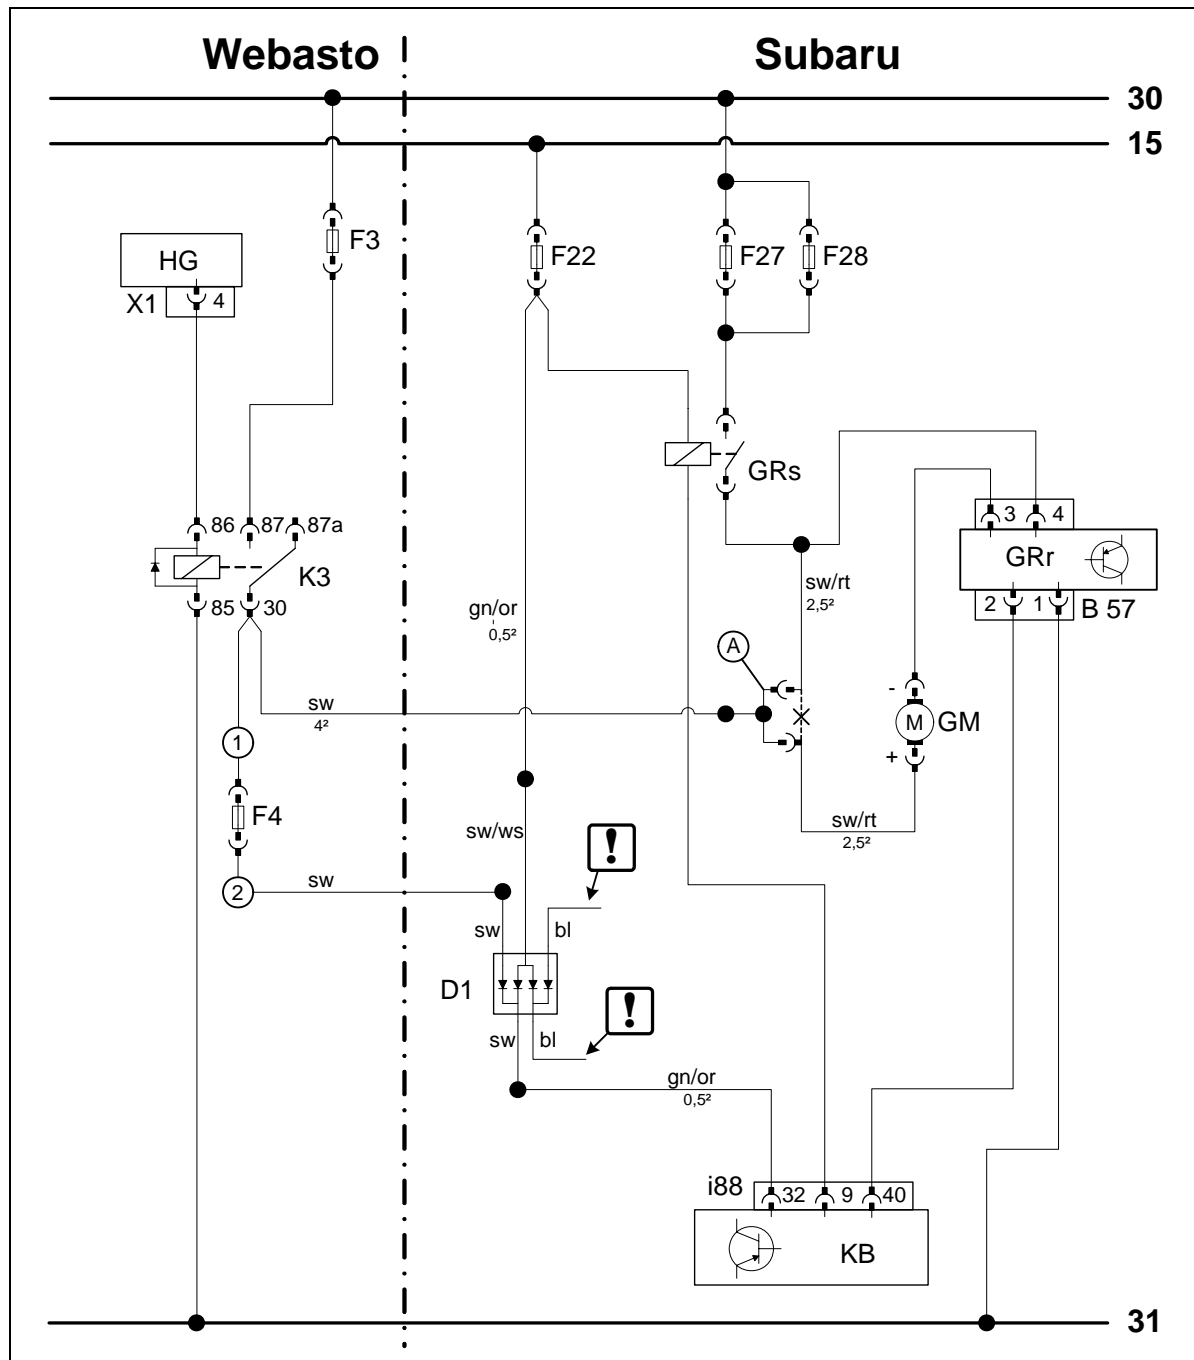 Webasto
Subaru
30
15
F3
F22
F27
F28
HG
X1
4
GRs
3
4
86
87
87a
GRr
K3
85
30
sw/rt
2,5²
gn/or
0,5²
2
1
B 57
A
-
sw
4²
M
GM
1
+
F4
sw/ws
!
sw/rt
2,5²
sw
2
sw
bl
D1
!
sw
bl
gn/or
0,5²
i88
32
9
40
KB
31